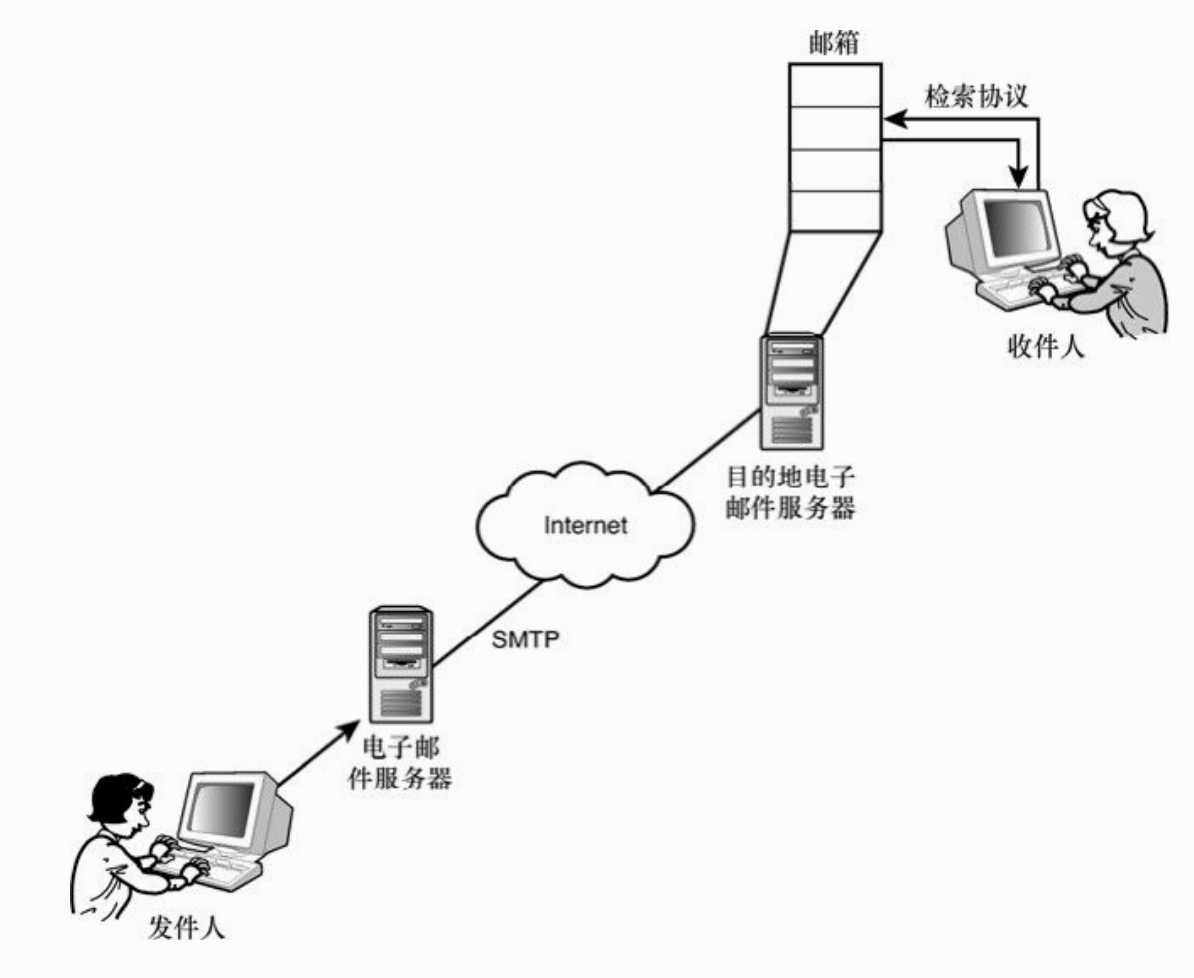 邮箱
检索协议
收件人
目的地电子
邮件服务器
Internet
SMTP
电子邮
件服务器
发件人